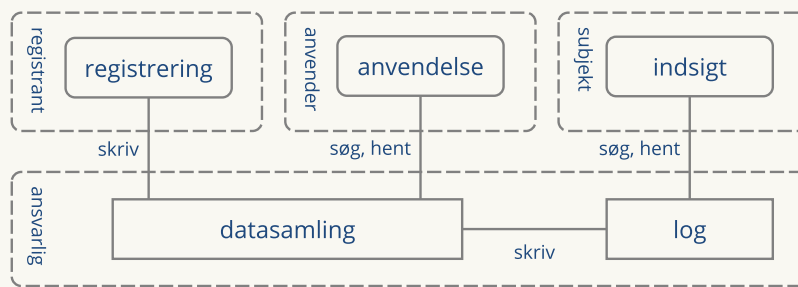 registrant
registrering
anvender
anvendelse
subjekt
indsigt
skriv
søg, hent
søg, hent
ansvarlig
datasamling
skriv
log